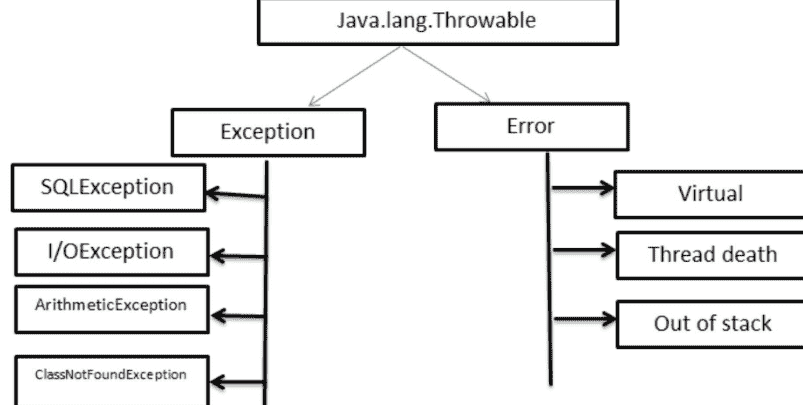 Java.lang.Throwable
Exception
Error
SQLException
I/OException
ArithmeticException
ClassNotFoundException
Virtual
Thread death
Out of stack